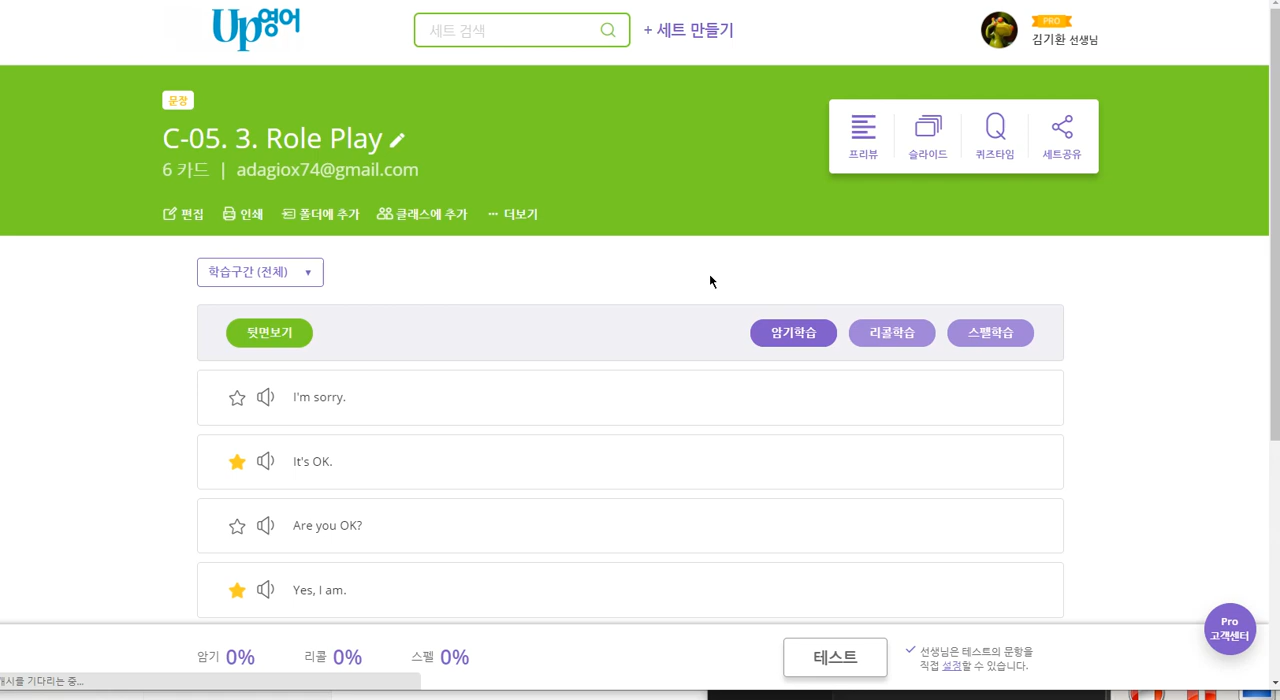 Up영어
세트 검색
+ 세트 만들기
PRO
김기환 선생님
문장
C-05. 3. Role Play
6 카드 | adagiox74@gmail.com
프리뷰
슬라이드
퀴즈타임
세트공유
편집
인쇄
폴더에 추가
클래스에 추가
··· 더보기
학습구간 (전체) ▼
뒷면보기
암기학습
리콜학습
스펠학습
I'm sorry.
It's OK.
Are you OK?
Yes, I am.
암기 0%
리콜 0%
스펠 0%
테스트
선생님은 테스트의 문항을
직접 설정할 수 있습니다.
Pro
고객센터
캐시를 기다리는 중...